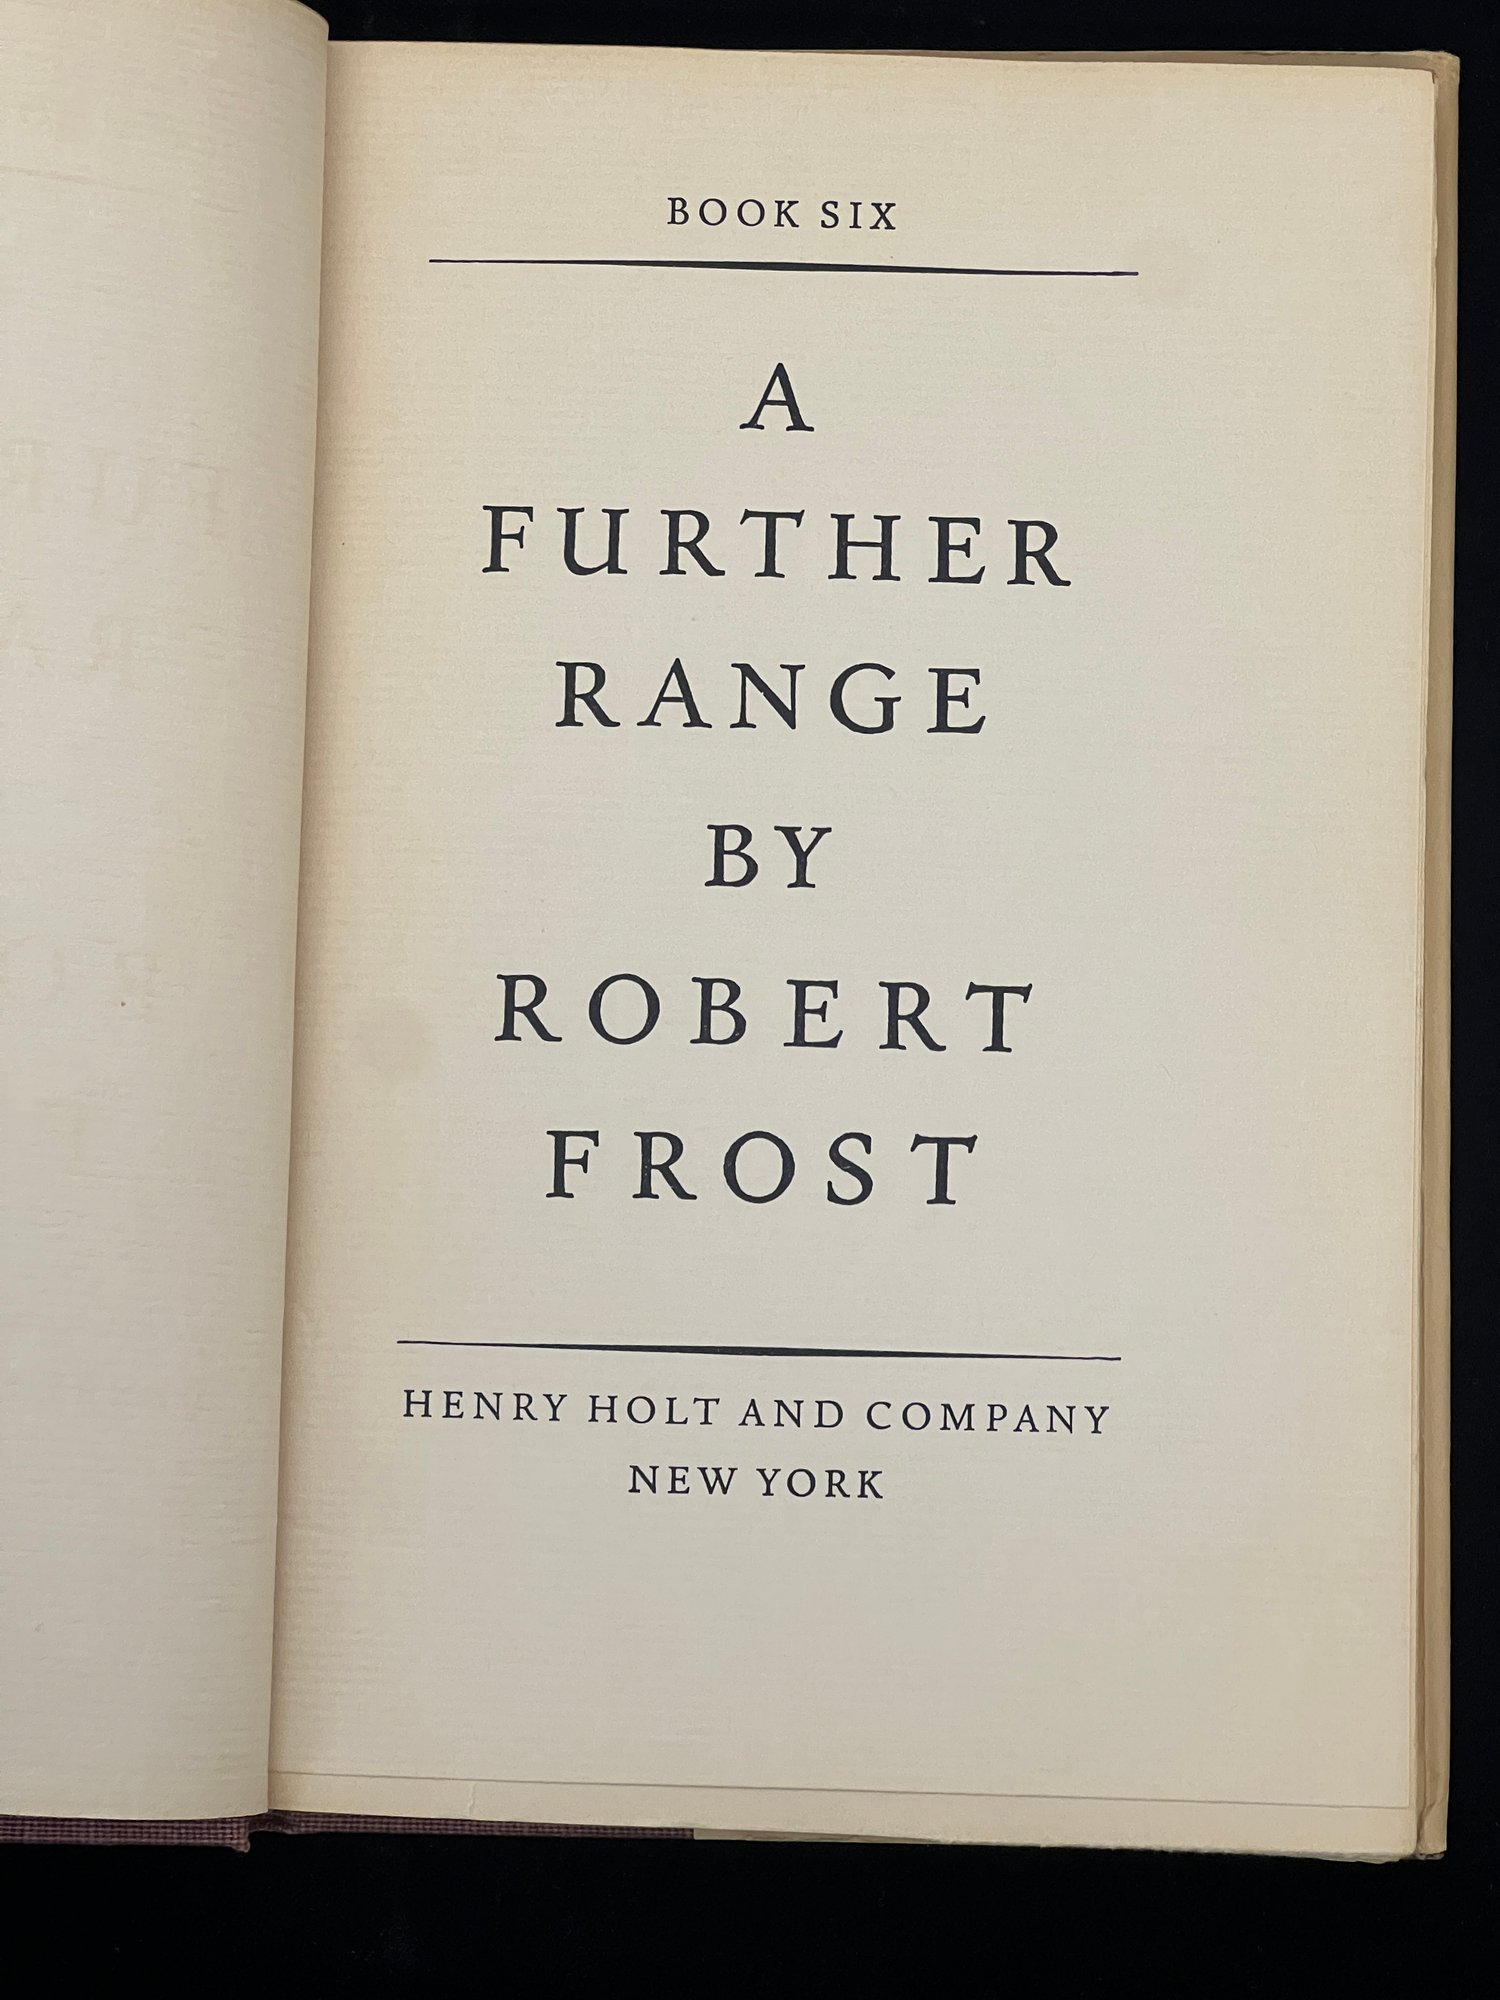 BOOK SIX
A
FURTHER
RANGE
BY
ROBERT
FROST
HENRY HOLT AND COMPANY
NEW YORK